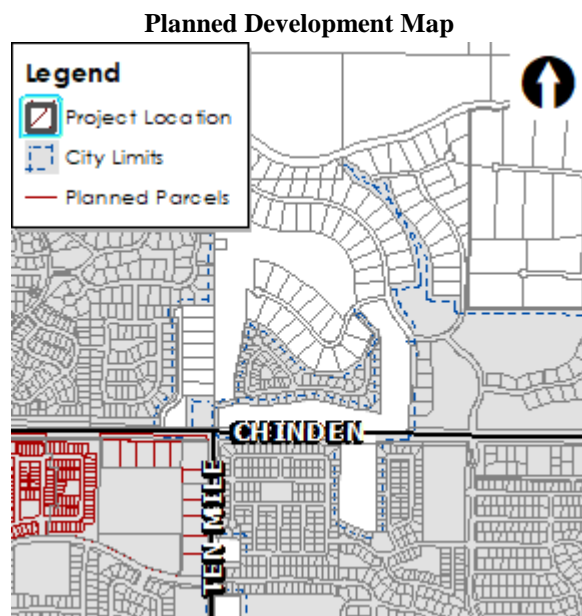 Planned Development Map
Legend
Project Location
City Limits
Planned Parcels
CHINDEN
TEN MILE